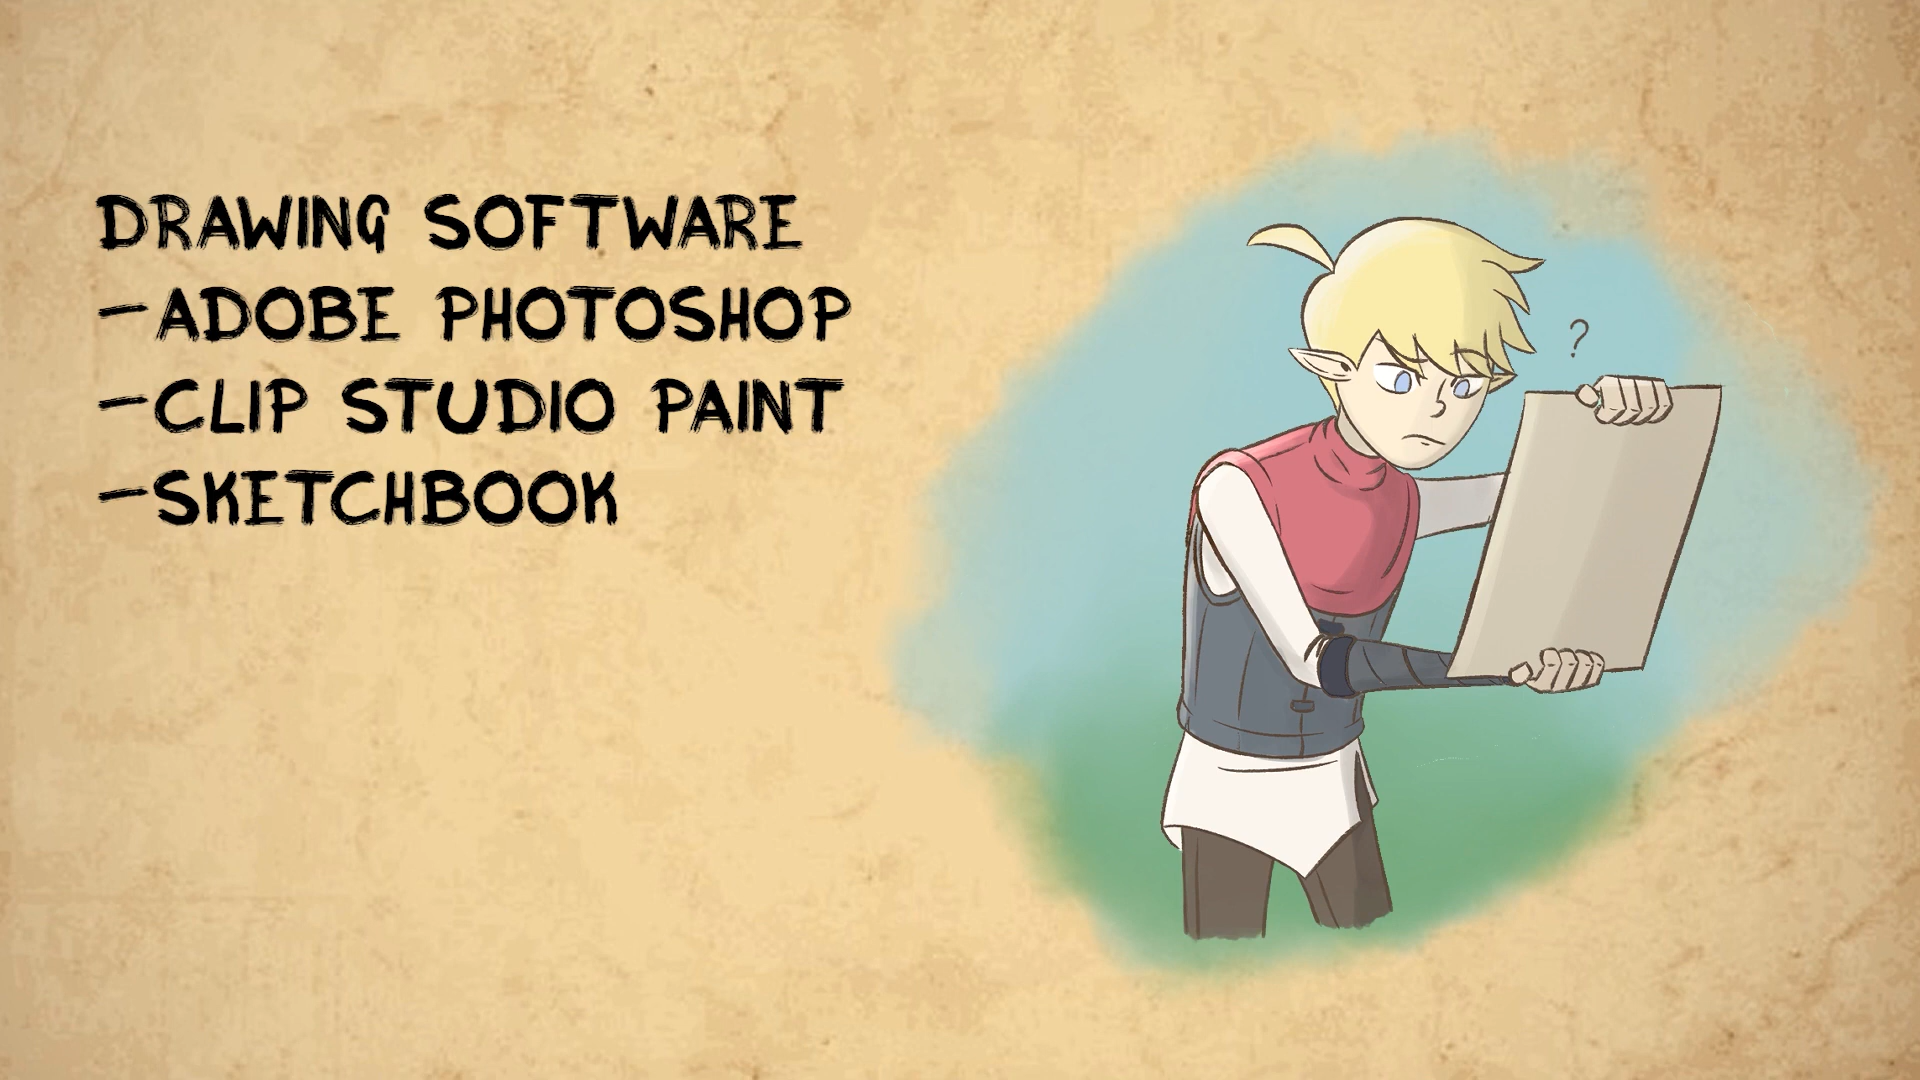 DRAWING SOFTWARE
-ADOBE PHOTOSHOP
-CLIP STUDIO PAINT
-SKETCHBOOK
?